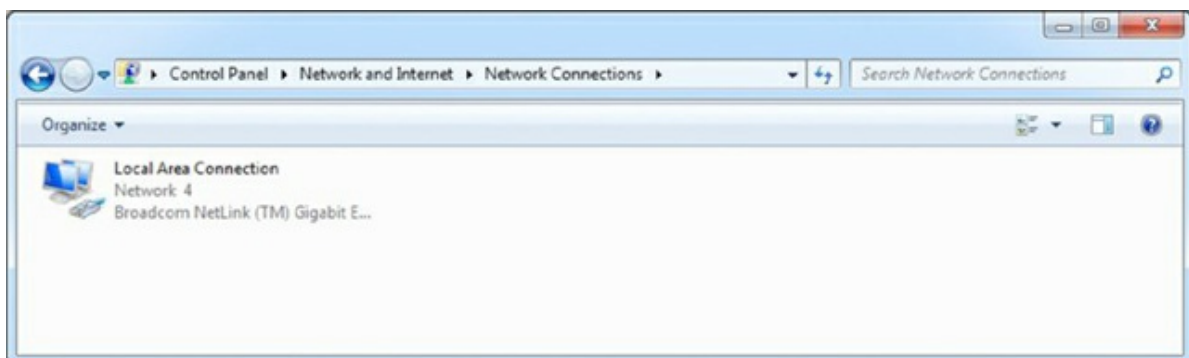 Control Panel ▸ Network and Internet ▸ Network Connections ▸ Search Network Connections
Organize
Local Area Connection
Network 4
Broadcom NetLink (TM) Gigabit E...